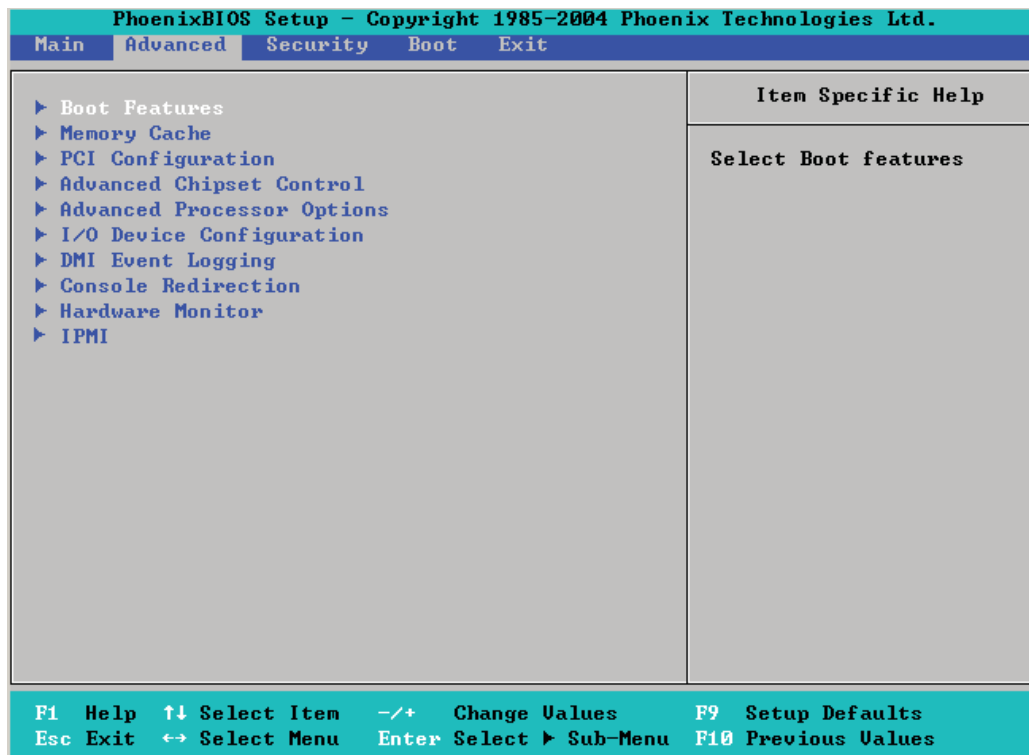 PhoenixBIOS Setup - Copyright 1985-2004 Phoenix Technologies Ltd.
Main Advanced Security Boot Exit
Boot Features
Memory Cache
PCI Configuration
Advanced Chipset Control
Advanced Processor Options
I/O Device Configuration
DMI Event Logging
Console Redirection
Hardware Monitor
IPMI
Item Specific Help
Select Boot features
F1 Help ↑↓ Select Item -/+ Change Values F9 Setup Defaults
Esc Exit ↔ Select Menu Enter Select ▶ Sub-Menu F10 Previous Values